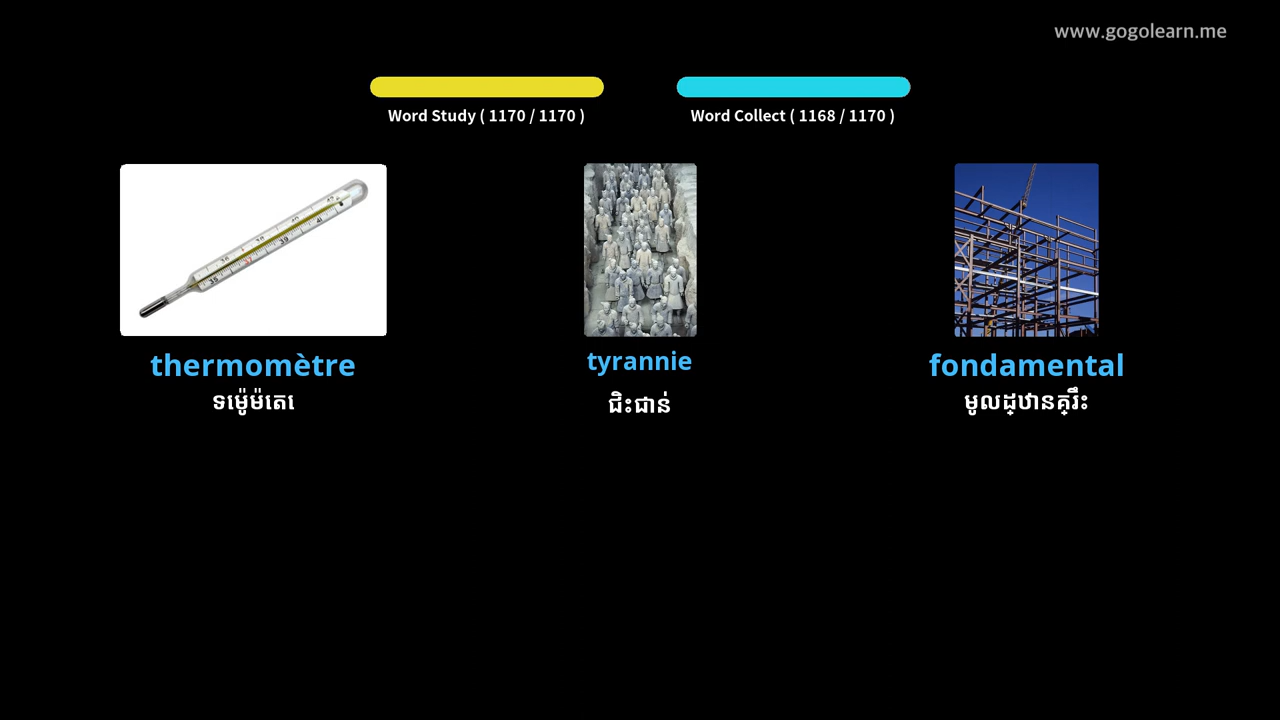 www.gogolearn.me
Word Study ( 1170 / 1170 )
Word Collect ( 1168 / 1170 )
thermomètre
ទម៉ូម៉តេេ
tyrannie
ជិះជាន់
fondamental
មូលដ្ឋានគ្រឹះ